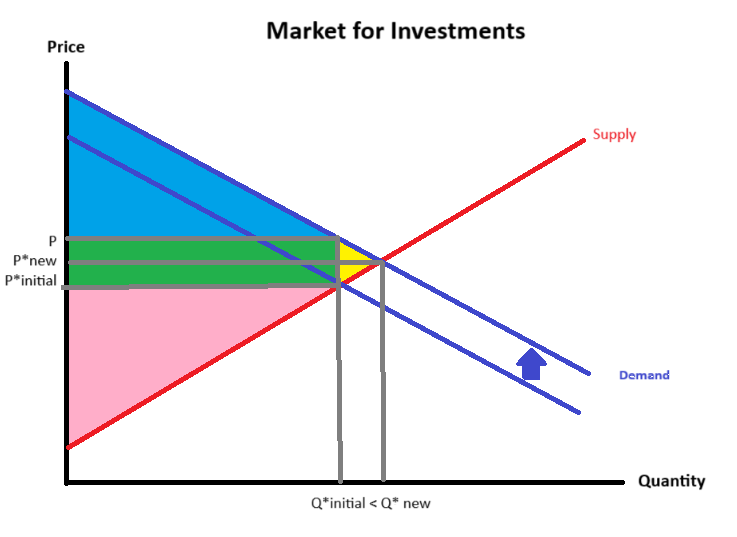 Market for Investments
Price
Supply
P
P*new
P*initial
Demand
Quantity
Q*initial < Q* new